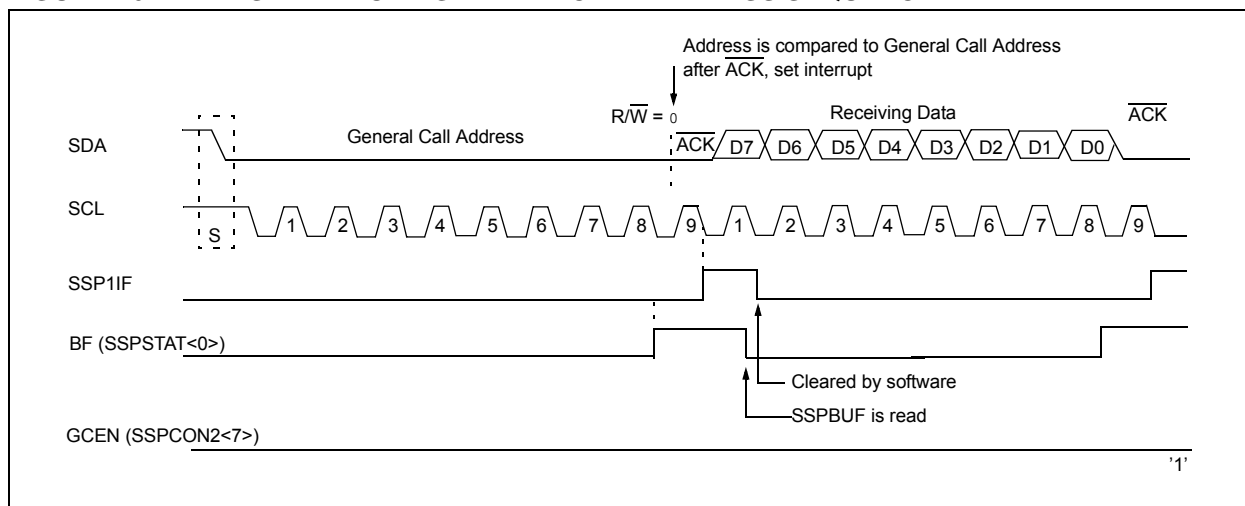 Address is compared to General Call Address
after ACK, set interrupt
R/W = 0
Receiving Data
ACK
SDA
General Call Address
ACK D7 D6 D5 D4 D3 D2 D1 D0
SCL
S
1 2 3 4 5 6 7 8 9 1 2 3 4 5 6 7 8 9
SSP1IF
BF (SSPSTAT<0>)
Cleared by software
SSPBUF is read
GCEN (SSPCON2<7>)
’1’